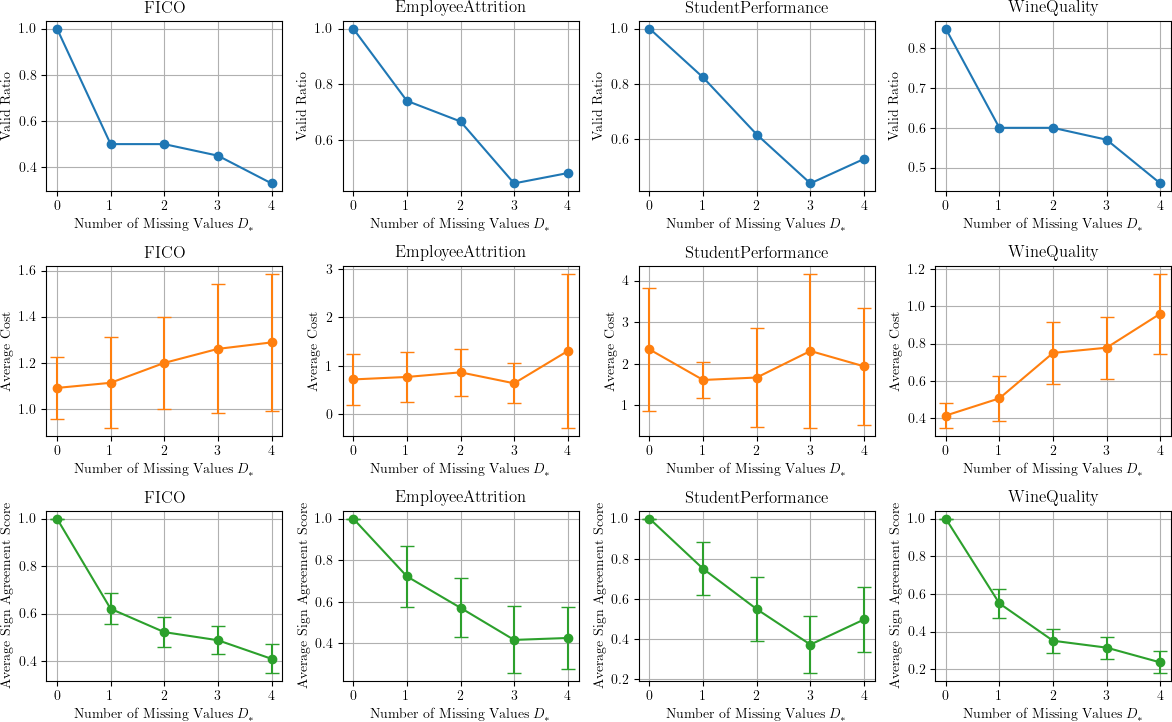 FICO
Valid Ratio
1.0
0.8
0.6
0.4
0 1 2 3 4
Number of Missing Values D*
EmployeeAttrition
Valid Ratio
1.0
0.8
0.6
0 1 2 3 4
Number of Missing Values D*
StudentPerformance
Valid Ratio
1.0
0.8
0.6
0 1 2 3 4
Number of Missing Values D*
WineQuality
Valid Ratio
0.8
0.7
0.6
0.5
0 1 2 3 4
Number of Missing Values D*
FICO
Average Cost
1.6
1.4
1.2
1.0
0 1 2 3 4
Number of Missing Values D*
EmployeeAttrition
Average Cost
3
2
1
0
0 1 2 3 4
Number of Missing Values D*
StudentPerformance
Average Cost
4
3
2
1
0 1 2 3 4
Number of Missing Values D*
WineQuality
Average Cost
1.2
1.0
0.8
0.6
0.4
0 1 2 3 4
Number of Missing Values D*
FICO
Average Sign Agreement Score
1.0
0.8
0.6
0.4
0 1 2 3 4
Number of Missing Values D*
EmployeeAttrition
Average Sign Agreement Score
1.0
0.8
0.6
0.4
0 1 2 3 4
Number of Missing Values D*
StudentPerformance
Average Sign Agreement Score
1.0
0.8
0.6
0.4
0.2
0 1 2 3 4
Number of Missing Values D*
WineQuality
Average Sign Agreement Score
1.0
0.8
0.6
0.4
0.2
0 1 2 3 4
Number of Missing Values D*